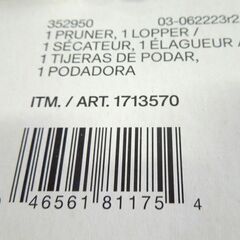 352950 03-062223r2
1 PRUNER, 1 LOPPER /
1 SÉCATEUR, 1 ÉLAGUEUR /
1 TIJERAS DE PODAR,
1 PODADORA
ITM. / ART. 1713570
46561 81175 4